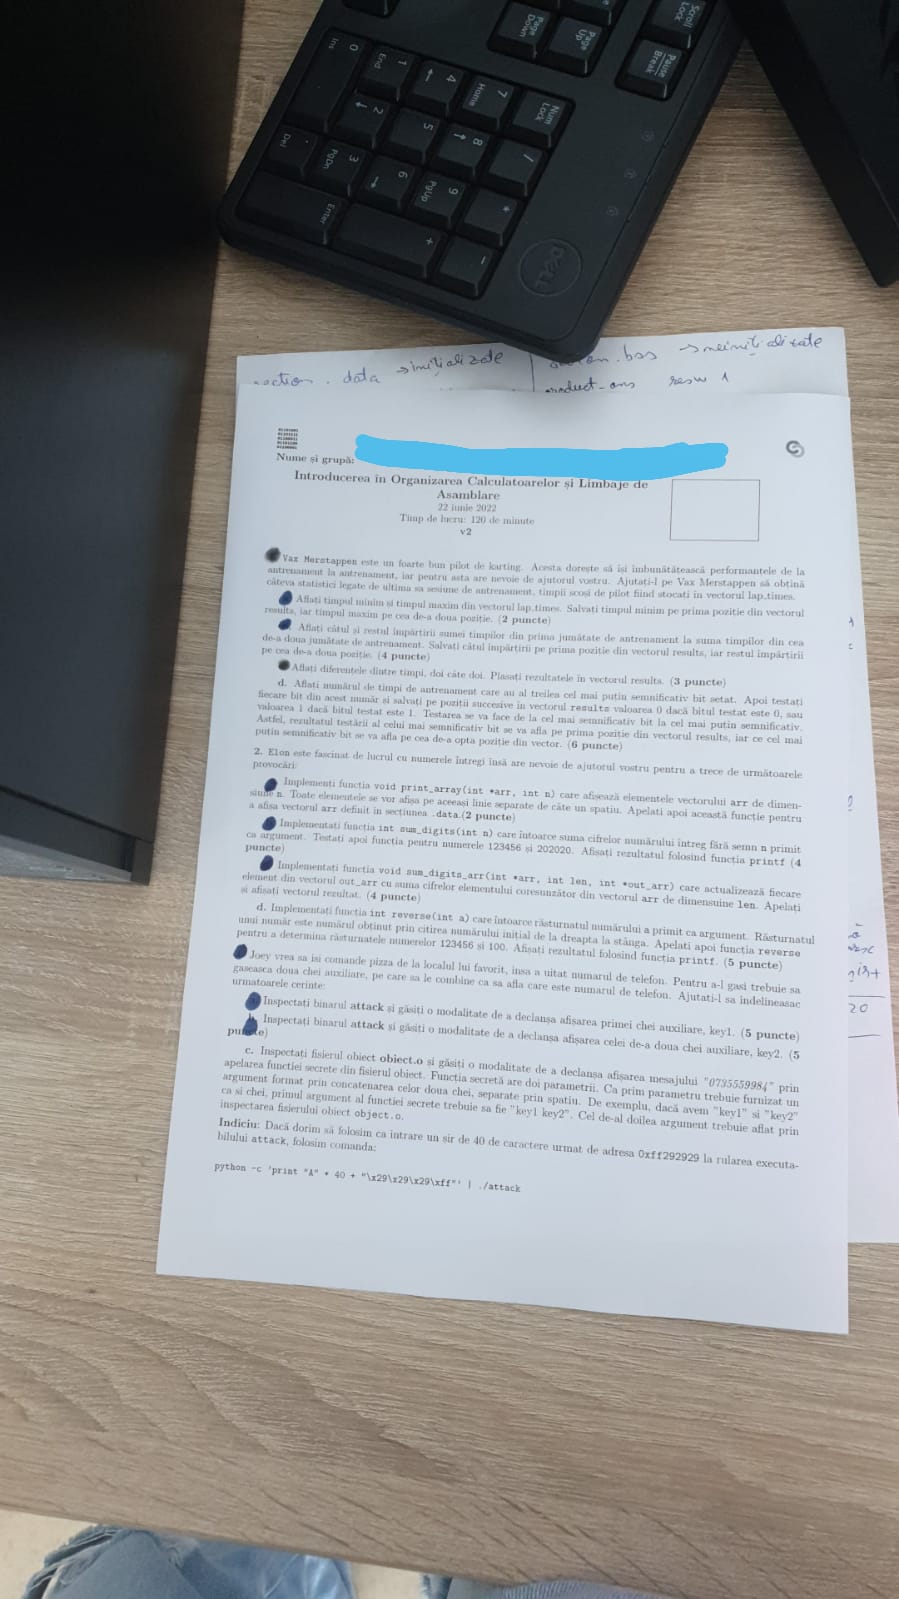 Scroll Lock
Pause Break
Page Down
Page Up
Num Lock
/
*
-
7 Home
8
9 PgUp
+
4
5
6
1 End
2
3 PgDn
Enter
0 Ins
. Del
DELL
.data → inițializate
.bss → neinițializate
resw 1
Nume și grupă:
Introducerea în Organizarea Calculatoarelor și Limbaje de
Asamblare
22 iunie 2022
Timp de lucru: 120 de minute
v2
Vax Merstappen este un foarte bun pilot de karting. Acesta dorește să își îmbunătățească performantele de la
antrenament la antrenament, iar pentru asta are nevoie de ajutorul vostru. Ajutați-l pe Vax Merstappen să obțină
câteva statistici legate de ultima sa sesiune de antrenament, timpii scoși de pilot fiind stocati in vectorul lap_times.
Aflați timpul minim și timpul maxim din vectorul lap_times. Salvati timpul minim pe prima poziție din vectorul
results, iar timpul maxim pe cea de-a doua poziție. (2 puncte)
Aflați câtul și restul împărțirii sumei timpilor din prima jumătate de antrenament la suma timpilor din cea
de-a doua jumătate de antrenament. Salvați câtul împărțirii pe prima pozitie din vectorul results, iar restul împărțirii
pe cea de-a doua poziție. (4 puncte)
Aflați diferențele dintre timpi, doi câte doi. Plasați rezultatele în vectorul results. (3 puncte)
d. Aflați numărul de timpi de antrenament care au al treilea cel mai puțin semnificativ bit setat. Apoi testati
fiecare bit din acest număr si salvați pe poziții succesive în vectorul results valoarea 0 dacă bitul testat este 0, sau
valoarea 1 dacă bitul testat este 1. Testarea se va face de la cel mai semnificativ bit la cel mai putin semnificativ.
Astfel, rezultatul testării al celui mai semnificativ bit se va afla pe prima poziție din vectorul results, iar ce cel mai
puțin semnificativ bit se va afla pe cea de-a opta poziție din vector. (6 puncte)
2. Elon este fascinat de lucrul cu numerele întregi însă are nevoie de ajutorul vostru pentru a trece de următoarele
provocări:
Implementi funcția void print_array(int *arr, int n) care afișează elementele vectorului arr de dimen-
siune n. Toate elementele se vor afișa pe aceeași linie separate de câte un spațiu. Apelați apoi această funcție pentru
a afisa vectorul arr definit in secțiunea .data.(2 puncte)
Implementati funcția int sum_digits(int n) care întoarce suma cifrelor numărului întreg fără semn n primit
ca argument. Testati apoi funcția pentru numerele 123456 și 202020. Afișați rezultatul folosind funcția printf (4
puncte)
Implementati funcția void sum_digits_arr(int *arr, int len, int *out_arr) care actualizează fiecare
element din vectorul out_arr cu suma cifrelor elementului coresunzător din vectorul arr de dimensuine len. Apelați
și afisați vectorul rezultat. (4 puncte)
d. Implementati funcția int reverse(int a) care întoarce răsturnatul numărului a primit ca argument. Răsturnatul
unui număr este numărul obținut prin citirea numărului inițial de la dreapta la stânga. Apelați apoi funcția reverse
pentru a determina răsturnatele numerelor 123456 și 100. Afișați rezultatul folosind funcția printf. (5 puncte)
Joey vrea sa isi comande pizza de la localul lui favorit, insa a uitat numarul de telefon. Pentru a-l gasi trebuie sa
gaseasca doua chei auxiliare, pe care sa le combine ca sa afla care este numarul de telefon. Ajutati-l sa indelineasac
urmatoarele cerinte:
Inspectați binarul attack și găsiți o modalitate de a declanșa afișarea primei chei auxiliare, key1. (5 puncte)
Inspectați binarul attack și găsiți o modalitate de a declanșa afișarea celei de-a doua chei auxiliare, key2. (5
puncte)
c. Inspectați fisierul obiect object.o și găsiți o modalitate de a declanșa afișarea mesajului "0735559984" prin
apelarea functiei secrete din fisierul obiect. Functia secretă are doi parametrii. Ca prim parametru trebuie furnizat un
argument format prin concatenarea celor doua chei, separate prin spatiu. De exemplu, dacă avem "key1" si "key2"
ca si chei, primul argument al functiei secrete trebuie sa fie "key1 key2". Cel de-al doilea argument trebuie aflat prin
inspectarea fisierului obiect object.o.
Indiciu: Dacă dorim să folosim ca intrare un șir de 40 de caractere urmat de adresa 0xff292929 la rularea executa-
bilului attack, folosim comanda:
python -c 'print "A" * 40 + "\x29\x29\x29\xff"' | ./attack
20